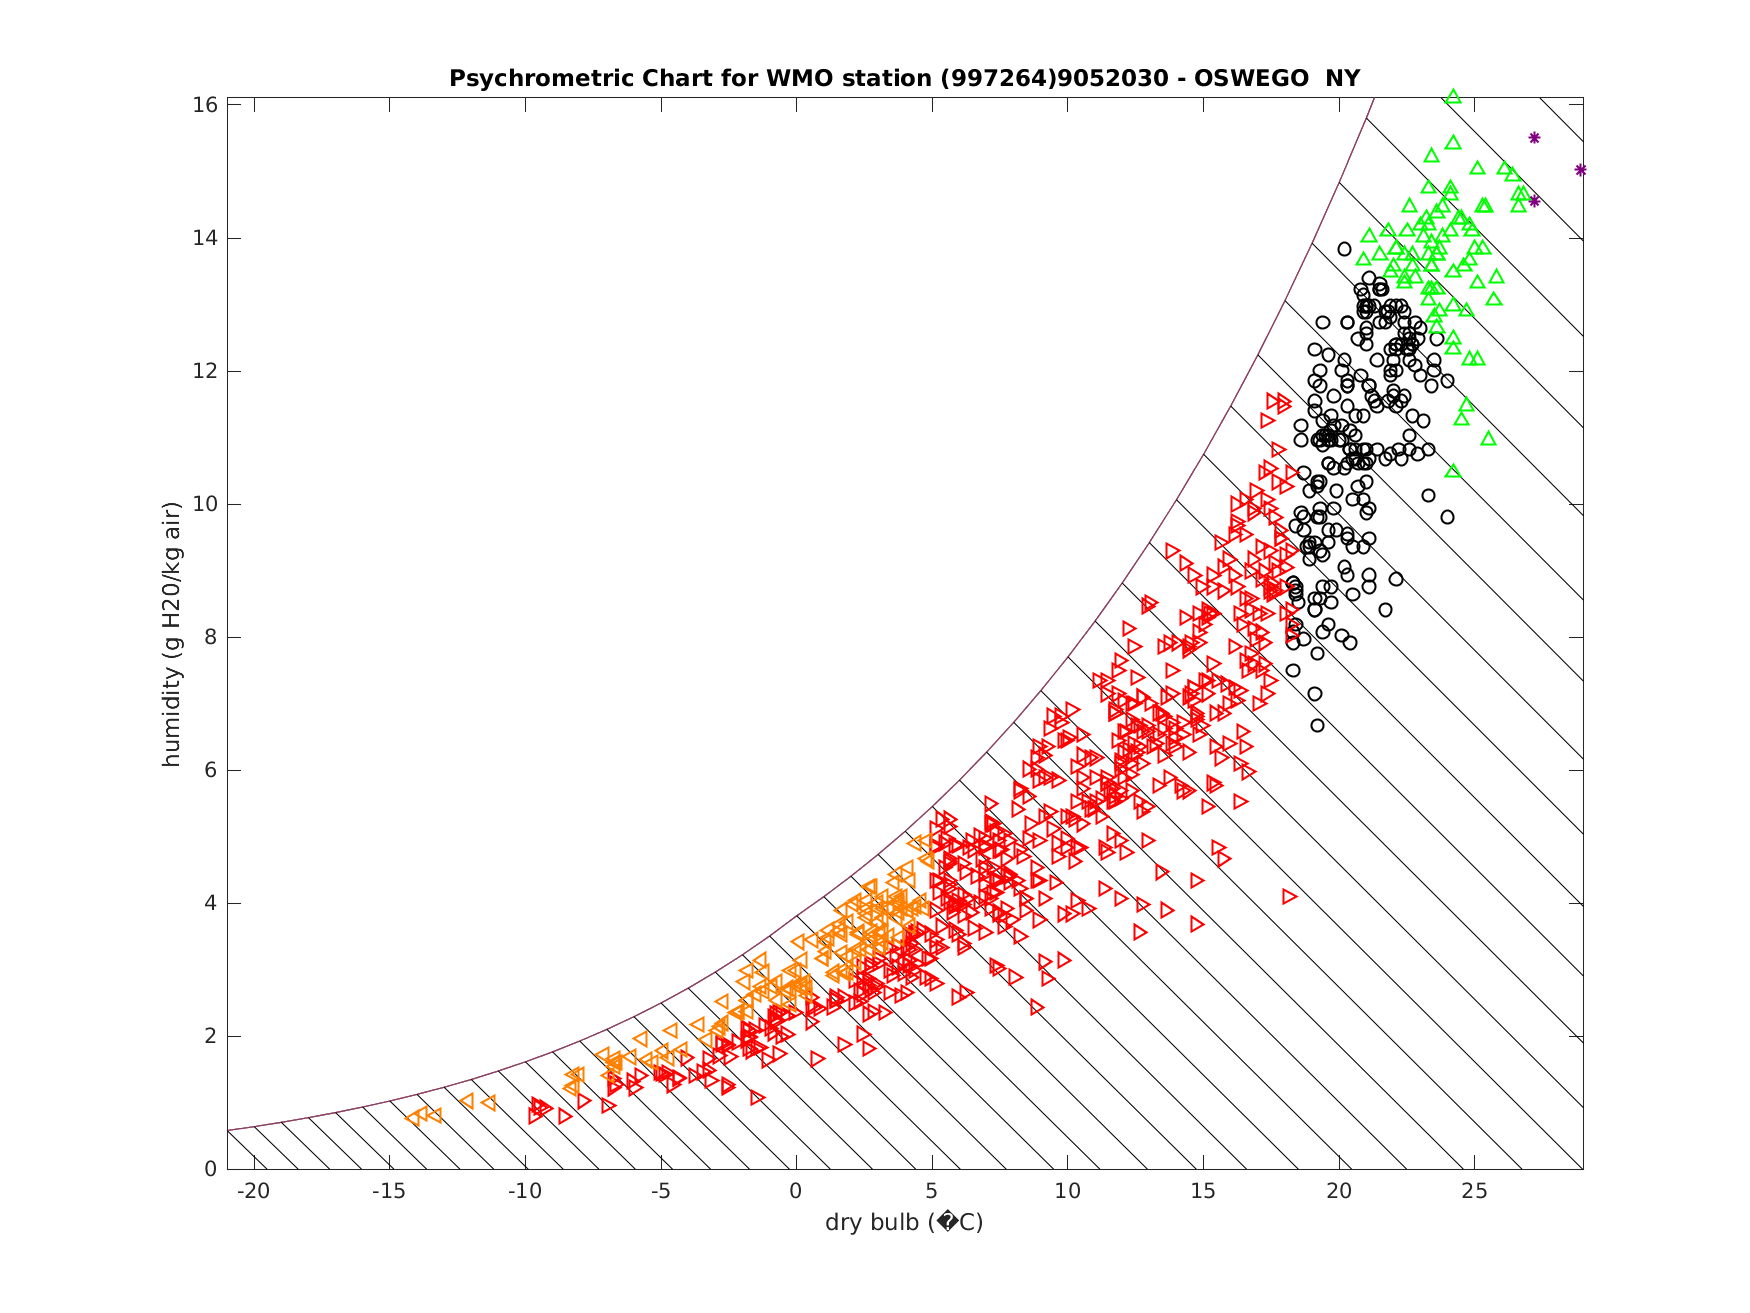 Psychrometric Chart for WMO station (997264)9052030 - OSWEGO  NY
16
14
12
10
8
6
4
2
0
humidity (g H20/kg air)
-20 -15 -10 -5 0 5 10 15 20 25
dry bulb (�C)